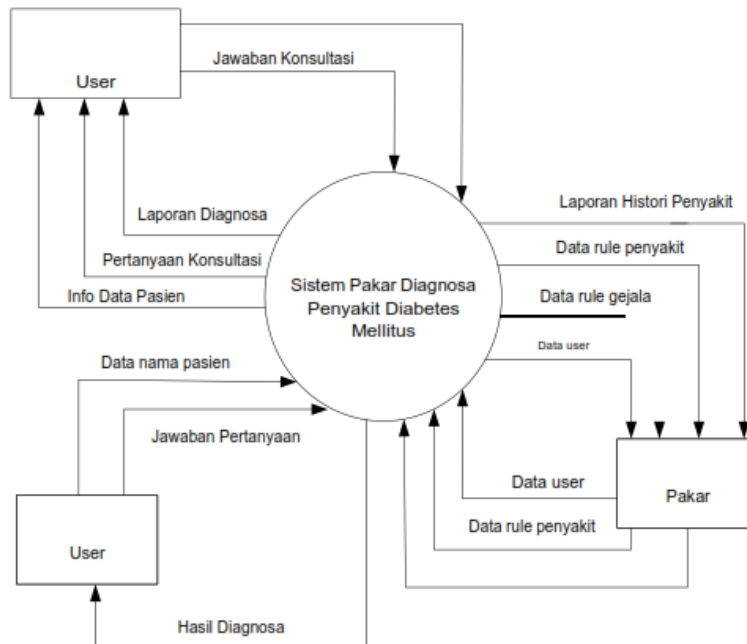 User
Jawaban Konsultasi
Laporan Diagnosa
Pertanyaan Konsultasi
Info Data Pasien
Sistem Pakar Diagnosa
Penyakit Diabetes
Mellitus
Laporan Histori Penyakit
Data rule penyakit
Data rule gejala
Data user
Data nama pasien
Jawaban Pertanyaan
User
Data user
Data rule penyakit
Pakar
Hasil Diagnosa